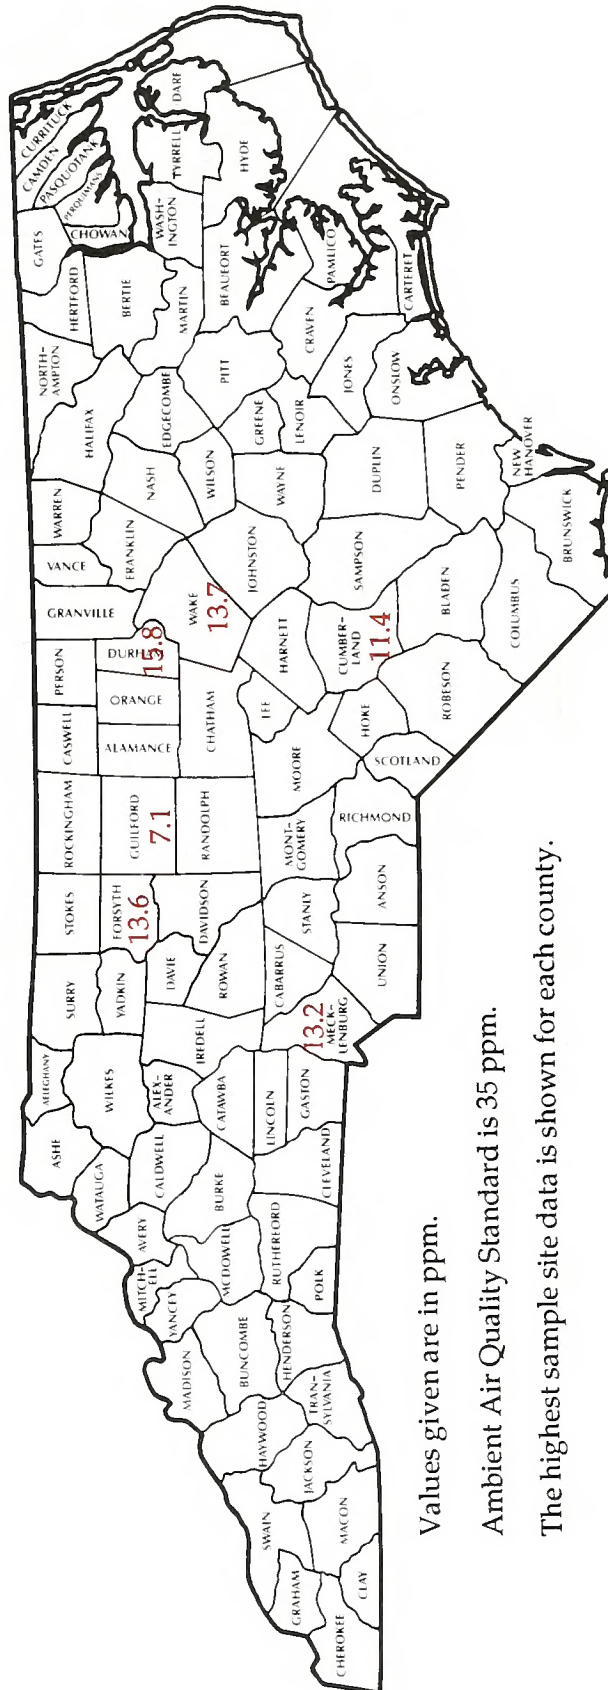 CURRITUCK
CAMDEN
PASQUOTANK
PERQUIMANS
GATES
CHOWAN
HERTFORD
NORTH-
AMPTON
BERTIE
WASH-
INGTON
TYRRELL
DARE
HYDE
MARTIN
BEAUFORT
PAMLICO
CARTERET
CRAVEN
JONES
ONSLOW
PITT
GREENE
LENOIR
EDGECOMBE
HALIFAX
NASH
WILSON
WAYNE
DUPLIN
PENDER
NEW
HANOVER
BRUNSWICK
COLUMBUS
BLADEN
SAMPSON
JOHNSTON
WARREN
VANCE
FRANKLIN
GRANVILLE
WAKE
13.7
HARNETT
CUMBER-
LAND
11.4
ROBESON
HOKE
SCOTLAND
LEE
PERSON
DURH
15.8
ORANGE
CHATHAM
CASWELL
ALAMANCE
MOORE
RICHMOND
ROCKINGHAM
GUILFORD
7.1
RANDOLPH
MONT-
GOMERY
ANSON
STOKES
FORSYTH
13.6
DAVIDSON
STANLY
UNION
SURRY
YADKIN
DAVIE
ROWAN
CABARRUS
13.2
MECK-
LENBURG
ALLEGHANY
WILKES
IREDELL
ALEX-
ANDER
CATAWBA
LINCOLN
GASTON
ASHE
WATAUGA
CALDWELL
BURKE
CLEVELAND
AVERY
MITCH-
ELL
YANCEY
MCDOWELL
RUTHERFORD
POLK
MADISON
BUNCOMBE
HENDERSON
HAYWOOD
TRAN-
SYLVANIA
JACKSON
SWAIN
MACON
GRAHAM
CLAY
CHEROKEE
Values given are in ppm.
Ambient Air Quality Standard is 35 ppm.
The highest sample site data is shown for each county.